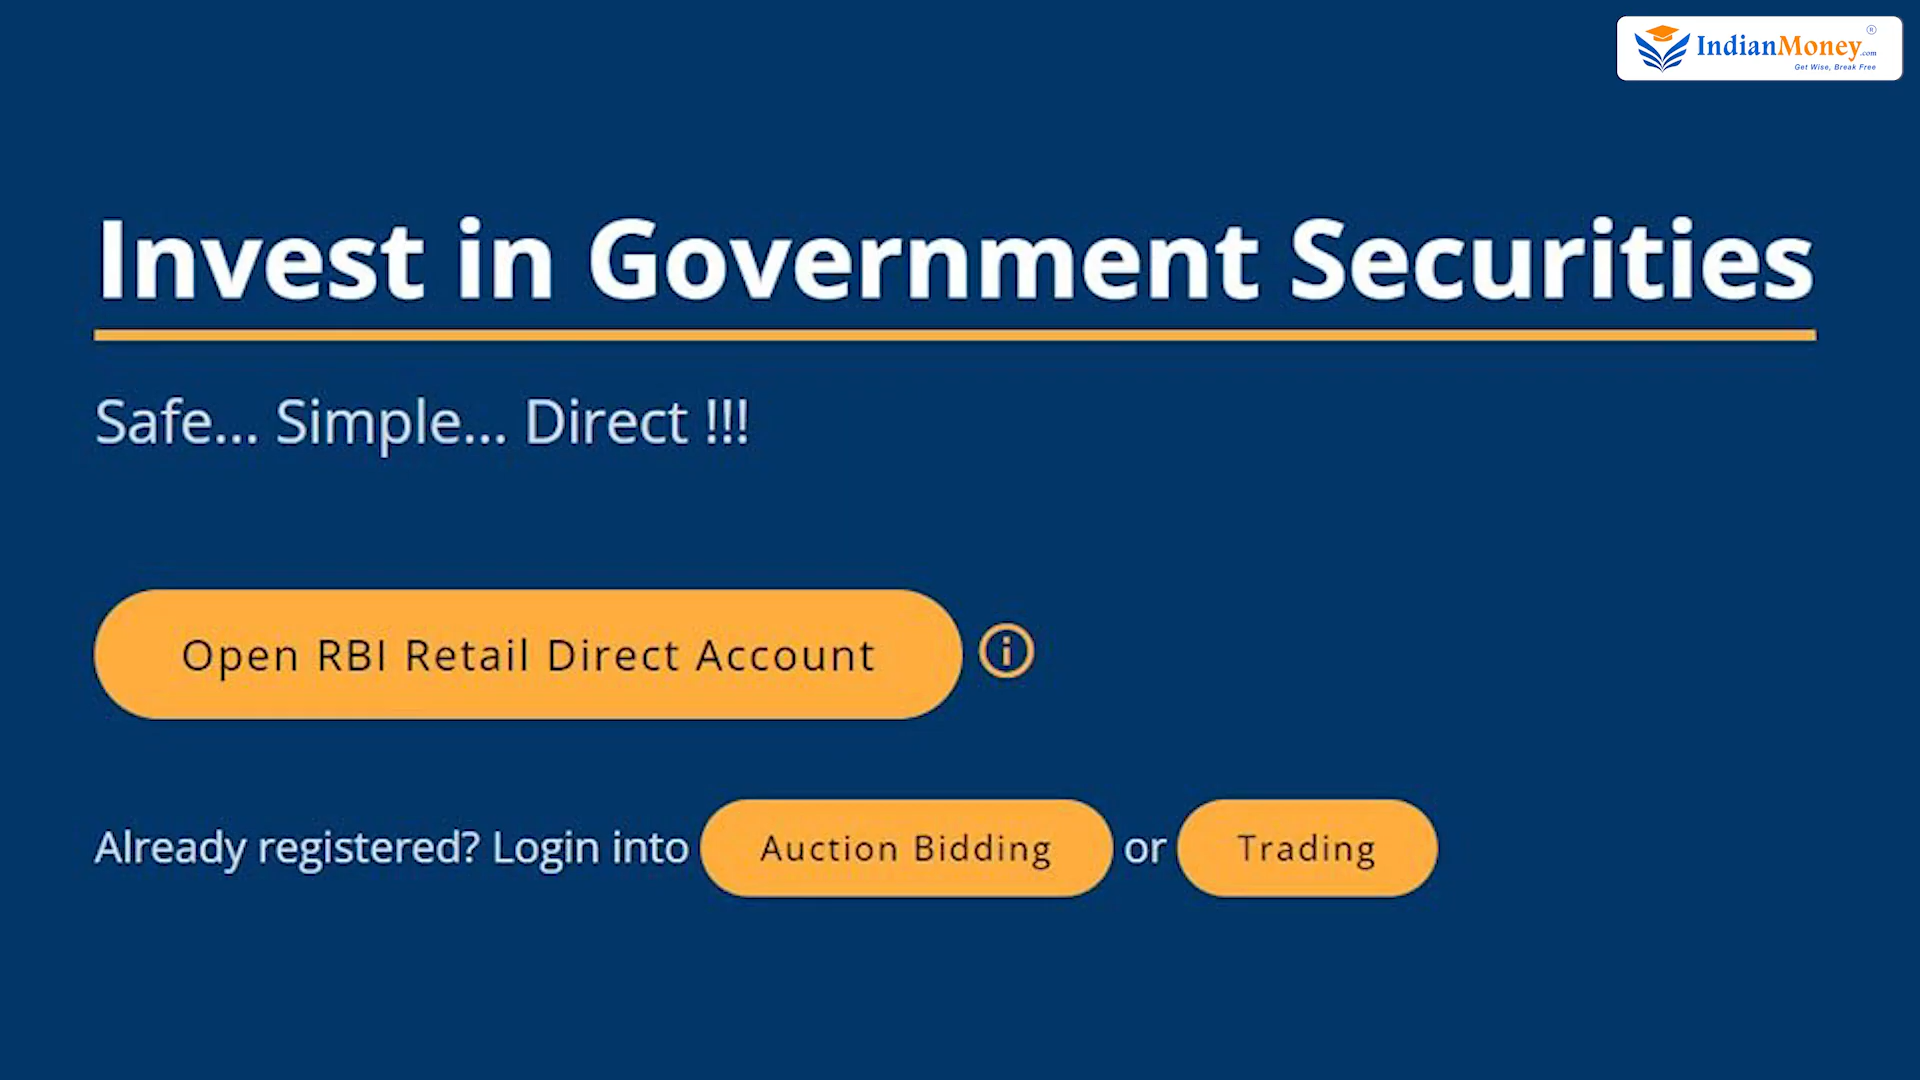 IndianMoney.com ®
Get Wise, Break Free
Invest in Government Securities
Safe... Simple... Direct !!!
Open RBI Retail Direct Account
Already registered? Login into Auction Bidding or Trading